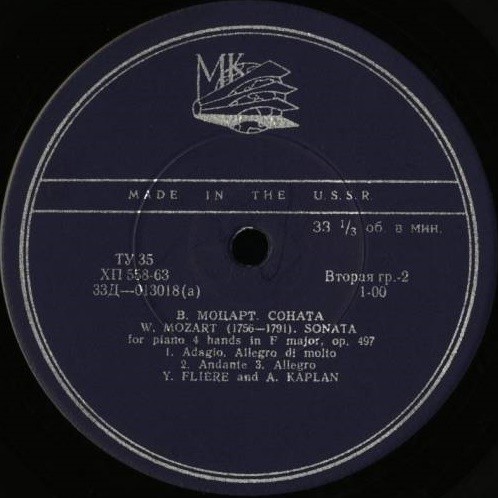 МК
MADE IN THE U.S.S.R
33 1/3 об. в мин.
ТУ 35
ХП 558-63
33Д—013018(а)
Вторая гр.-2
1-00
В. МОЦАРТ. СОНАТА
W. MOZART (1756—1791). SONATA
for piano 4 hands in F major, op. 497
1. Adagio. Allegro di molto
2. Andante 3. Allegro
Y. FLIERE and A. KAPLAN